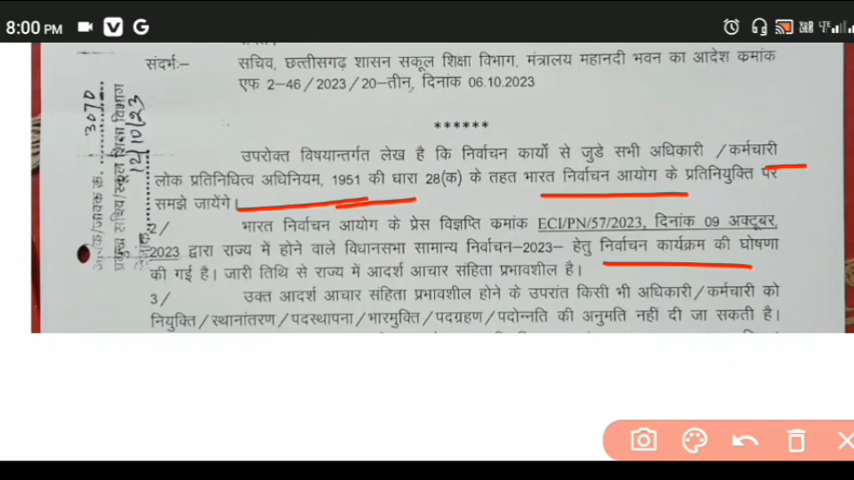 8:00 PM
संदर्भः– सचिव, छत्तीसगढ़ शासन सकूल शिक्षा विभाग, मंत्रालय महानदी भवन का आदेश कमांक
एफ 2-46/2023/20-तीन, दिनांक 06.10.2023
******
उपरोक्त विषयान्तर्गत लेख है कि निर्वाचन कार्यो से जुडे सभी अधिकारी /कर्मचारी
लोक प्रतिनिधित्व अधिनियम, 1951 की धारा 28(क) के तहत भारत निर्वाचन आयोग के प्रतिनियुक्ति पर
समझे जायेंगे।
2/ भारत निर्वाचन आयोग के प्रेस विज्ञप्ति कमांक ECI/PN/57/2023, दिनांक 09 अक्टूबर,
2023 द्वारा राज्य में होने वाले विधानसभा सामान्य निर्वाचन–2023– हेतु निर्वाचन कार्यक्रम की घोषणा
की गई है। जारी तिथि से राज्य में आदर्श आचार संहिता प्रभावशील है।
3/ उक्त आदर्श आचार संहिता प्रभावशील होने के उपरांत किसी भी अधिकारी/कर्मचारी को
नियुक्ति/स्थानांतरण/पदस्थापना/भारमुक्ति/पदग्रहण/पदोन्नति की अनुमति नहीं दी जा सकती है।
आवक/जावक क्र. 3070
प्रमुख सचिव/स्कूल शिक्षा विभाग
दिनांक 12/10/23